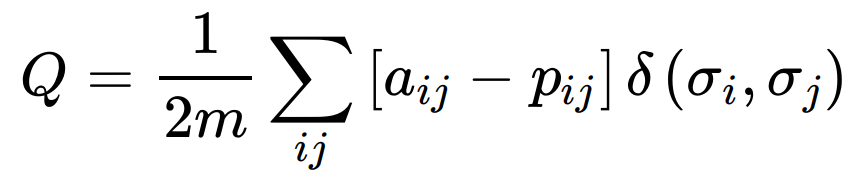 Q = \frac{1}{2m} \sum_{ij} [a_{ij} - p_{ij}] \delta (\sigma_i, \sigma_j)